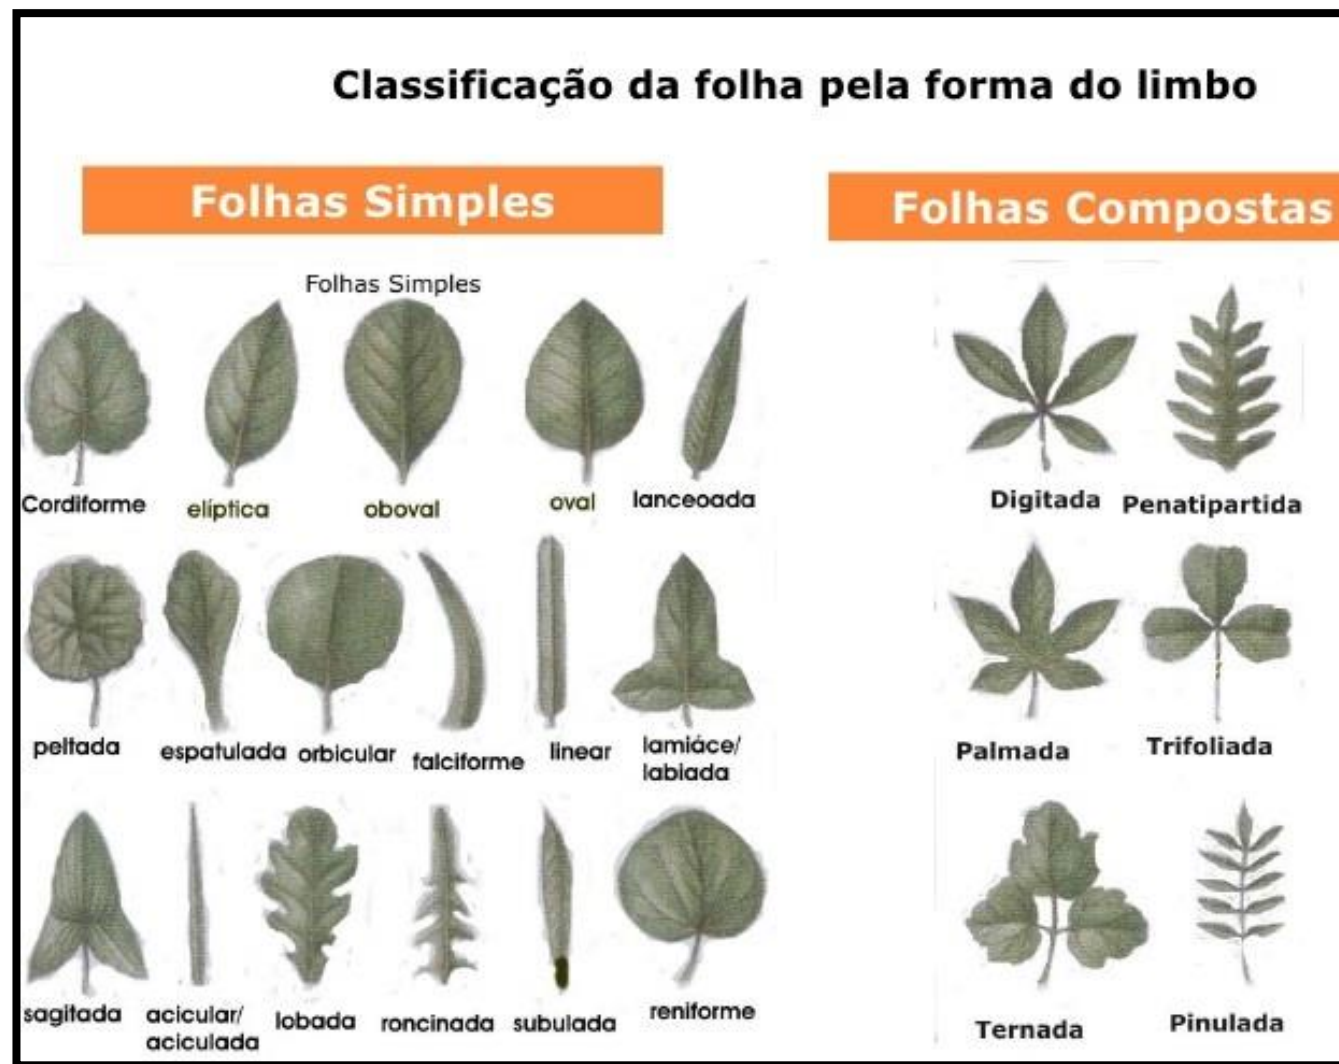 Classificação da folha pela forma do limbo
Folhas Simples
Folhas Simples
Cordiforme elíptica oboval oval lanceoada
peltada espatulada orbicular falciforme linear lamiáce/
labiada
sagitada acicular/
aciculada lobada roncinada subulada reniforme
Folhas Compostas
Digitada Penatipartida
Palmada Trifoliada
Ternada Pinulada